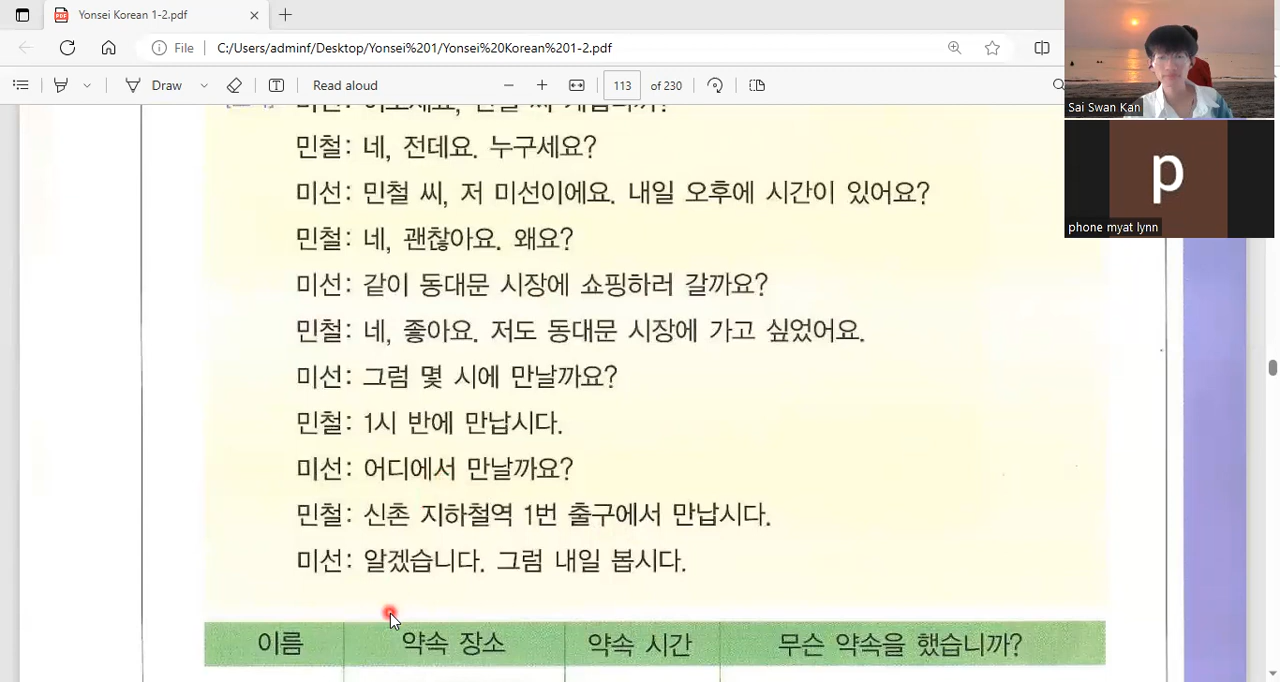 Yonsei Korean 1-2.pdf
File
C:/Users/adminf/Desktop/Yonsei%201/Yonsei%20Korean%201-2.pdf
Draw
Read aloud
113 of 230
Sai Swan Kan
p
phone myat lynn
민철: 네, 전데요. 누구세요?
미선: 민철 씨, 저 미선이에요. 내일 오후에 시간이 있어요?
민철: 네, 괜찮아요. 왜요?
미선: 같이 동대문 시장에 쇼핑하러 갈까요?
민철: 네, 좋아요. 저도 동대문 시장에 가고 싶었어요.
미선: 그럼 몇 시에 만날까요?
민철: 1시 반에 만납시다.
미선: 어디에서 만날까요?
민철: 신촌 지하철역 1번 출구에서 만납시다.
미선: 알겠습니다. 그럼 내일 봅시다.
이름 약속 장소 약속 시간 무슨 약속을 했습니까?